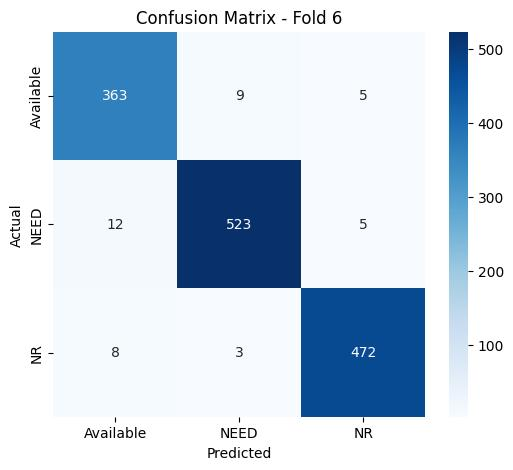 Confusion Matrix - Fold 6
Available 363 9 5
NEED 12 523 5
NR 8 3 472
Available NEED NR
Predicted
Actual
500
400
300
200
100